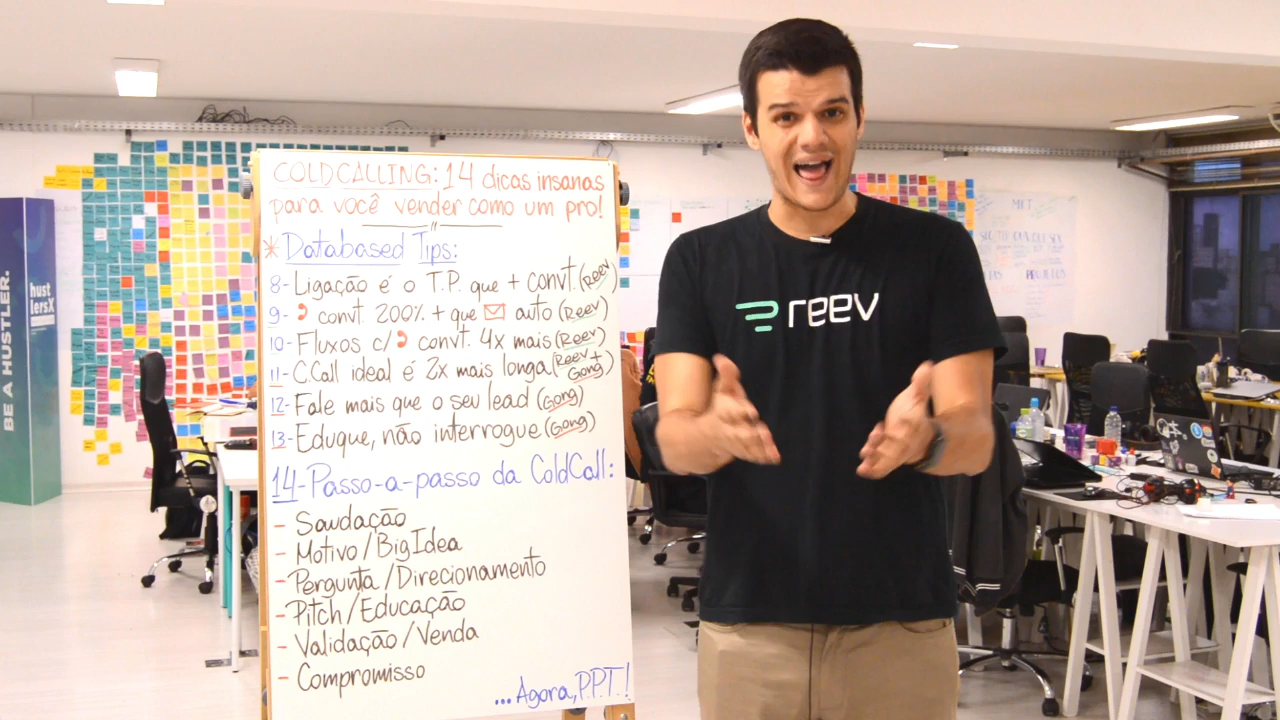 COLDCALLING: 14 dicas insanas
para você vender como um pro!
* Databased Tips:
8- Ligação é o T.P. que + convt. (reev)
9- convt 200% + que auto (Reev)
10- Fluxos c/ convt. 4x mais (Reev)
11- C.Call ideal é 2x mais longa (Reev + Gong)
12- Fale mais que o seu lead (Gong)
13- Eduque, não interrogue (Gong)
14- Passo-a-passo da ColdCall:
- Saudação
- Motivo/BigIdea
- Pergunta/Direcionamento
- Pitch/Educação
- Validação/Venda
- Compromisso
...Agora, P.P.T.!
reev
BE A HUSTLER.
hust
lersX
PROJETOS